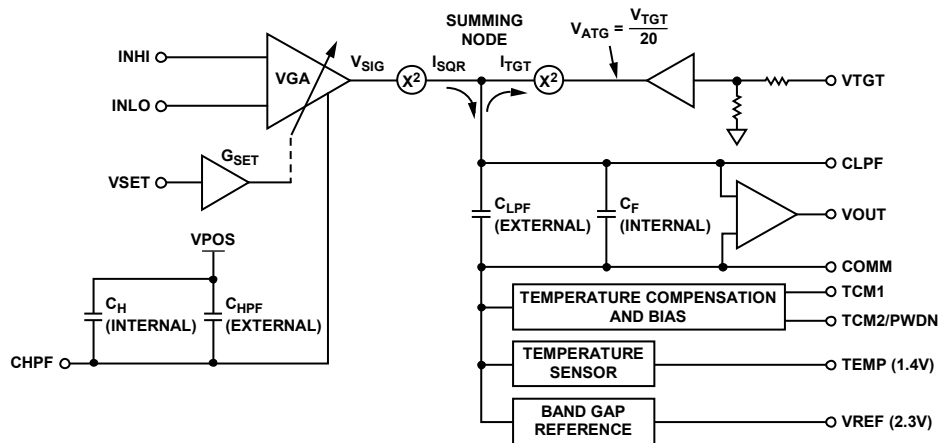 SUMMING
NODE
V_ATG = V_TGT
20
INHI
VGA
V_SIG
X²
I_SQR
I_TGT
X²
VTGT
INLO
G_SET
VSET
CLPF
C_LPF
(EXTERNAL)
C_F
(INTERNAL)
VOUT
VPOS
COMM
C_H
(INTERNAL)
C_HPF
(EXTERNAL)
TEMPERATURE COMPENSATION
AND BIAS
TCM1
TCM2/PWDN
CHPF
TEMPERATURE
SENSOR
TEMP (1.4V)
BAND GAP
REFERENCE
VREF (2.3V)